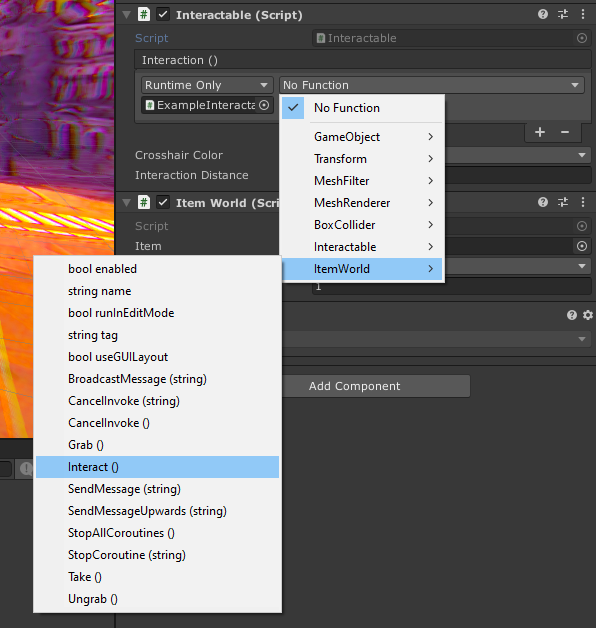 Interactable (Script)
Script
Interactable
Interaction ()
Runtime Only
No Function
ExampleInteracta
No Function
GameObject
Transform
MeshFilter
MeshRenderer
BoxCollider
Interactable
ItemWorld
Crosshair Color
Interaction Distance
Item World (Scri
Script
Item
1
bool enabled
string name
bool runInEditMode
string tag
bool useGUILayout
BroadcastMessage (string)
CancelInvoke (string)
CancelInvoke ()
Grab ()
Interact ()
SendMessage (string)
SendMessageUpwards (string)
StopAllCoroutines ()
StopCoroutine (string)
Take ()
Ungrab ()
Add Component